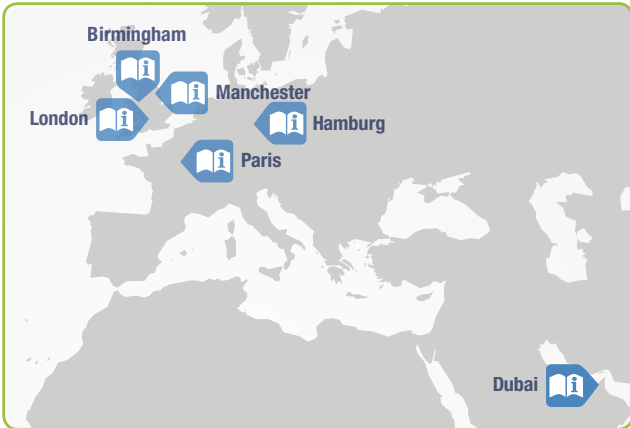 Birmingham
Manchester
London
Hamburg
Paris
Dubai